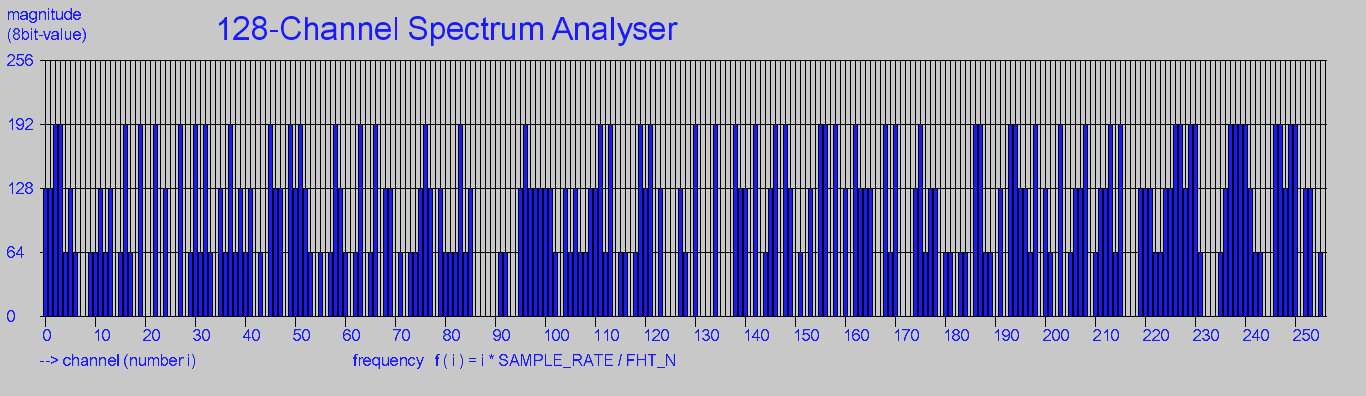 magnitude
(8bit-value)
128-Channel Spectrum Analyser
256
192
128
64
0
0 10 20 30 40 50 60 70 80 90 100 110 120 130 140 150 160 170 180 190 200 210 220 230 240 250
--> channel (number i)
frequency f ( i ) = i * SAMPLE_RATE / FHT_N